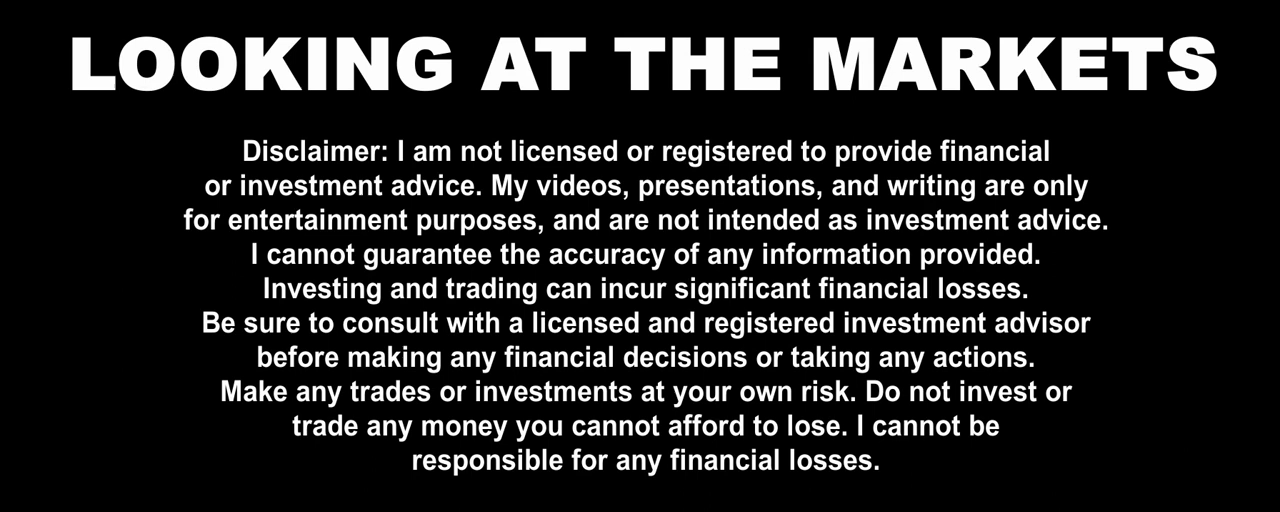 LOOKING AT THE MARKETS
Disclaimer: I am not licensed or registered to provide financial
or investment advice. My videos, presentations, and writing are only
for entertainment purposes, and are not intended as investment advice.
I cannot guarantee the accuracy of any information provided.
Investing and trading can incur significant financial losses.
Be sure to consult with a licensed and registered investment advisor
before making any financial decisions or taking any actions.
Make any trades or investments at your own risk. Do not invest or
trade any money you cannot afford to lose. I cannot be
responsible for any financial losses.